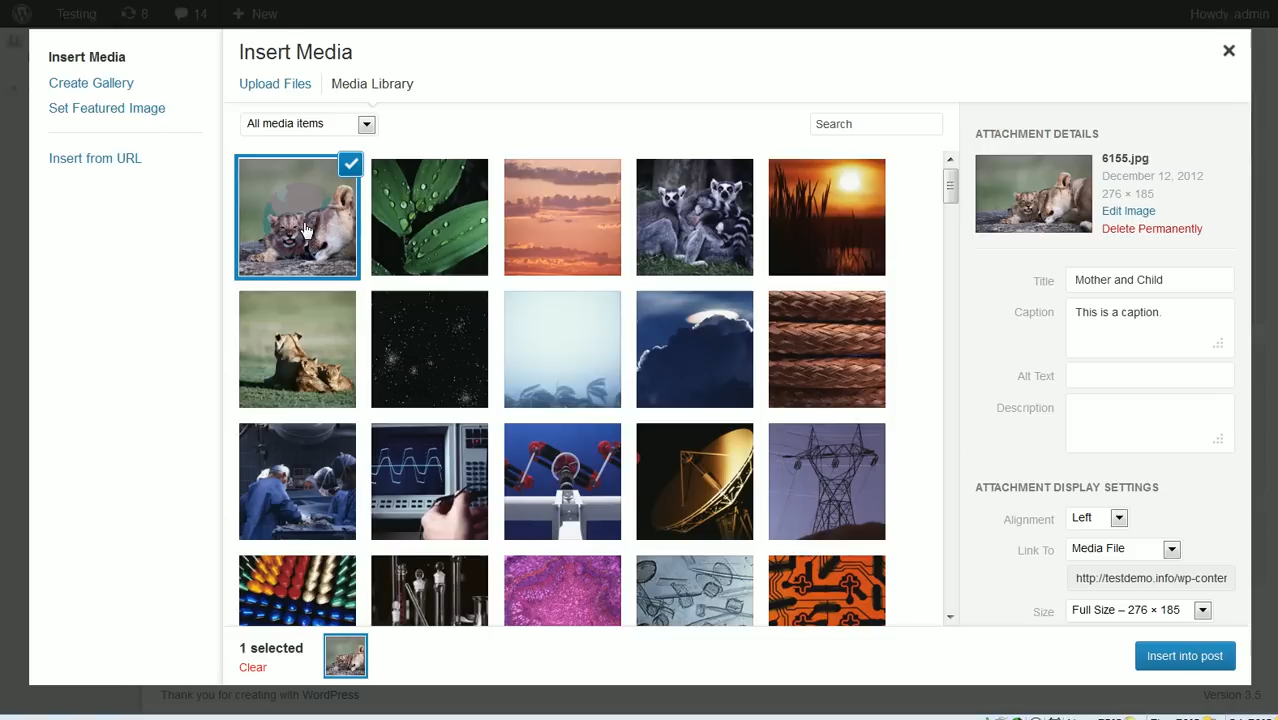 Testing 8 14 New Howdy, admin
Insert Media
Create Gallery
Set Featured Image
Insert from URL
Insert Media
Upload Files Media Library
All media items
Search
1 selected
Clear
ATTACHMENT DETAILS
6155.jpg
December 12, 2012
276 × 185
Edit Image
Delete Permanently
Title Mother and Child
Caption This is a caption.
Alt Text
Description
ATTACHMENT DISPLAY SETTINGS
Alignment Left
Link To Media File
http://testdemo.info/wp-conter
Size Full Size – 276 × 185
Insert into post
Thank you for creating with WordPress
Version 3.5